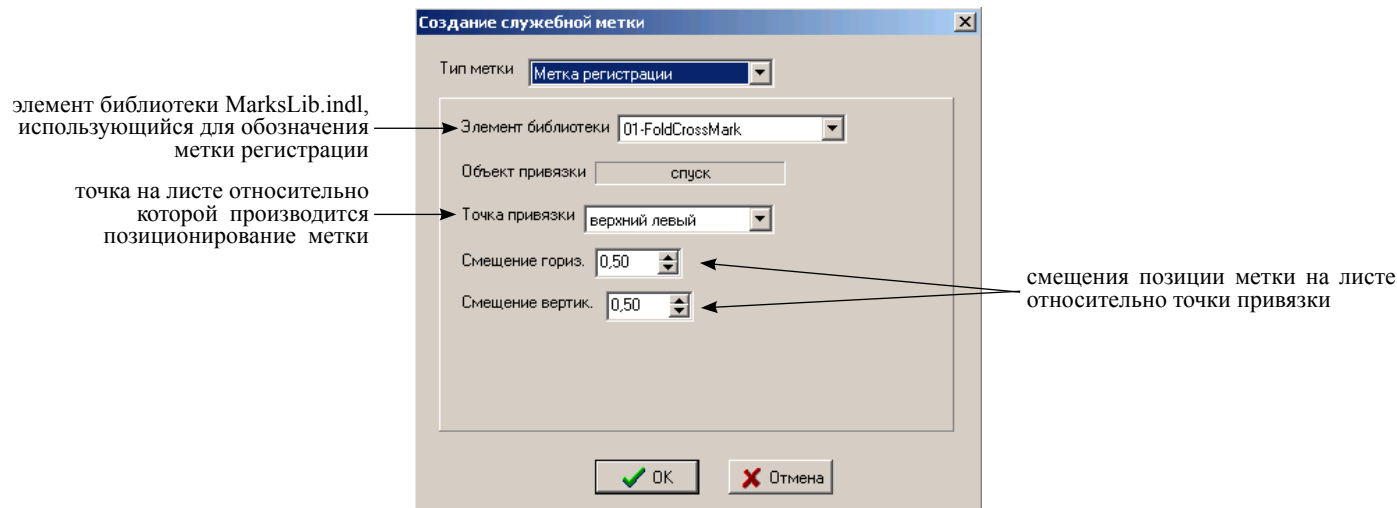 Создание служебной метки
Тип метки Метка регистрации
элемент библиотеки MarksLib.indl,
использующийся для обозначения
метки регистрации
Элемент библиотеки 01-FoldCrossMark
Объект привязки спуск
точка на листе относительно
которой производится
позиционирование метки
Точка привязки верхний левый
Смещение гориз. 0,50
Смещение вертик. 0,50
смещения позиции метки на листе
относительно точки привязки
OK Отмена